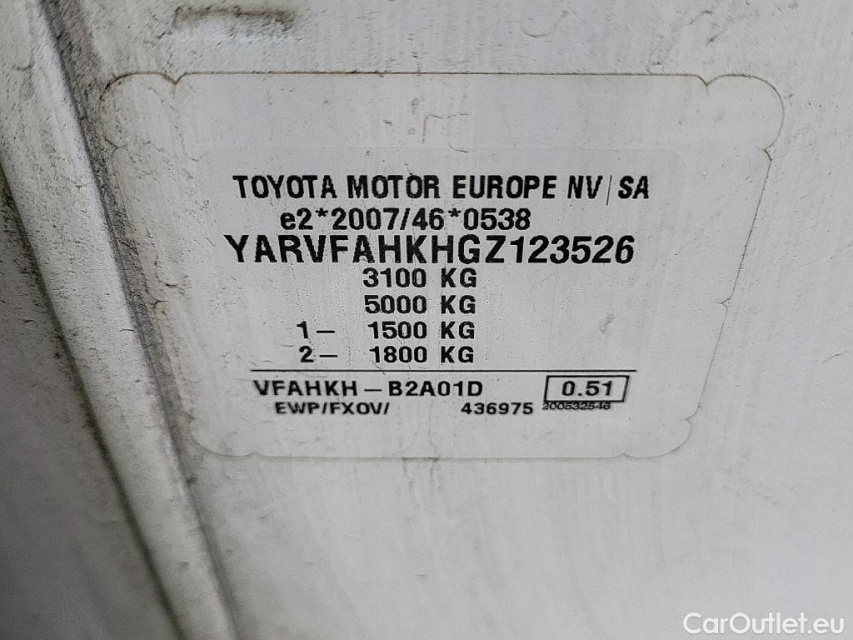 TOYOTA MOTOR EUROPE NV/SA
e2*2007/46*0538
YARVFAHKHGZ123526
3100 KG
5000 KG
1- 1500 KG
2- 1800 KG
VFAHKH-B2A01D 0.51
EWP/FXOV/ 436975
CarOutlet.eu